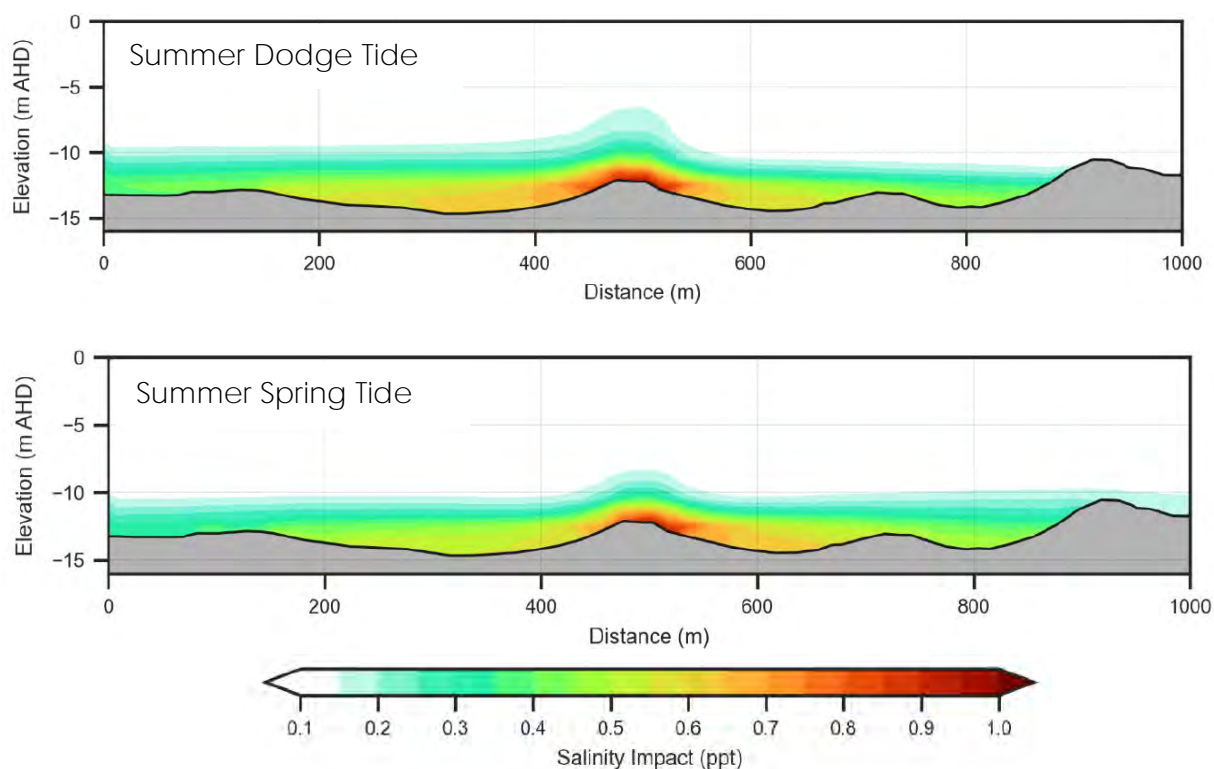 Summer Dodge Tide
0
−5
−10
−15
Elevation (m AHD)
0 200 400 600 800 1000
Distance (m)
Summer Spring Tide
0
−5
−10
−15
Elevation (m AHD)
0 200 400 600 800 1000
Distance (m)
0.1 0.2 0.3 0.4 0.5 0.6 0.7 0.8 0.9 1.0
Salinity Impact (ppt)